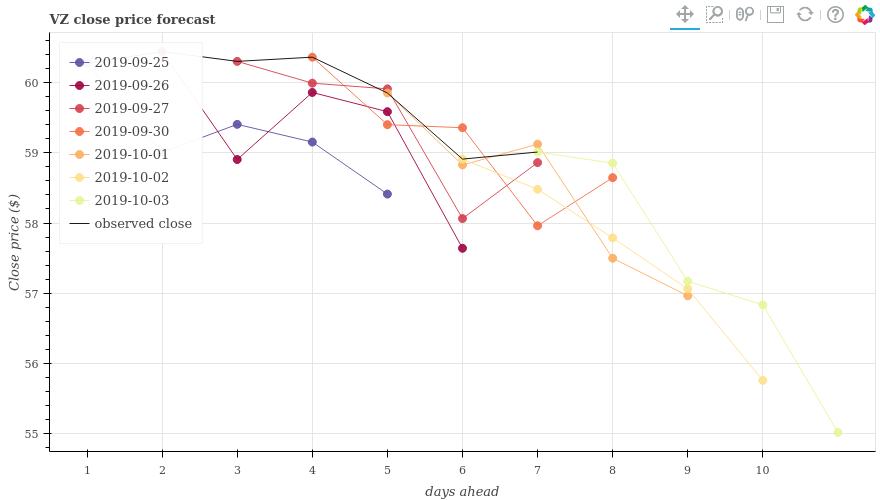 VZ close price forecast
2019-09-25
2019-09-26
2019-09-27
2019-09-30
2019-10-01
2019-10-02
2019-10-03
observed close
Close price ($)
60
59
58
57
56
55
1 2 3 4 5 6 7 8 9 10
days ahead